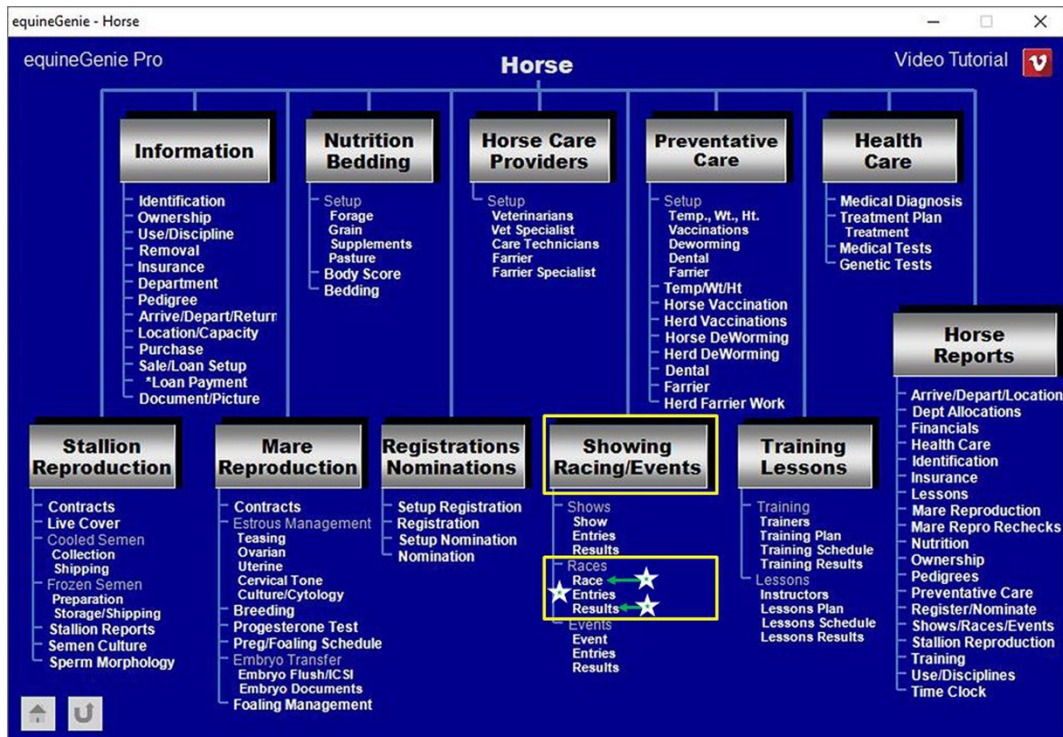 equineGenie - Horse
equineGenie Pro
Horse
Video Tutorial
Information
Identification
Ownership
Use/Discipline
Removal
Insurance
Department
Pedigree
Arrive/Depart/Return
Location/Capacity
Purchase
Sale/Loan Setup
*Loan Payment
Document/Picture
Nutrition
Bedding
Setup
Forage
Grain
Supplements
Pasture
Body Score
Bedding
Horse Care
Providers
Setup
Veterinarians
Vet Specialist
Care Technicians
Farrier
Farrier Specialist
Preventative
Care
Setup
Temp., Wt., Ht.
Vaccinations
Deworming
Dental
Farrier
Temp/Wt/Ht
Horse Vaccination
Herd Vaccinations
Horse DeWorming
Herd DeWorming
Dental
Farrier
Herd Farrier Work
Health
Care
Medical Diagnosis
Treatment Plan
Treatment
Medical Tests
Genetic Tests
Stallion
Reproduction
Contracts
Live Cover
Cooled Semen
Collection
Shipping
Frozen Semen
Preparation
Storage/Shipping
Stallion Reports
Semen Culture
Sperm Morphology
Mare
Reproduction
Contracts
Estrous Management
Teasing
Ovarian
Uterine
Cervical Tone
Culture/Cytology
Breeding
Progesterone Test
Preg/Foaling Schedule
Embryo Transfer
Embryo Flush/ICSI
Embryo Documents
Foaling Management
Registrations
Nominations
Setup Registration
Registration
Setup Nomination
Nomination
Showing
Racing/Events
Shows
Show
Entries
Results
Races
Race
Entries
Results
Events
Event
Entries
Results
Training
Lessons
Training
Trainers
Training Plan
Training Schedule
Training Results
Lessons
Instructors
Lessons Plan
Lessons Schedule
Lessons Results
Horse
Reports
Arrive/Depart/Location
Dept Allocations
Financials
Health Care
Identification
Insurance
Lessons
Mare Reproduction
Mare Repro Rechecks
Nutrition
Ownership
Pedigrees
Preventative Care
Register/Nominate
Shows/Races/Events
Stallion Reproduction
Training
Use/Disciplines
Time Clock